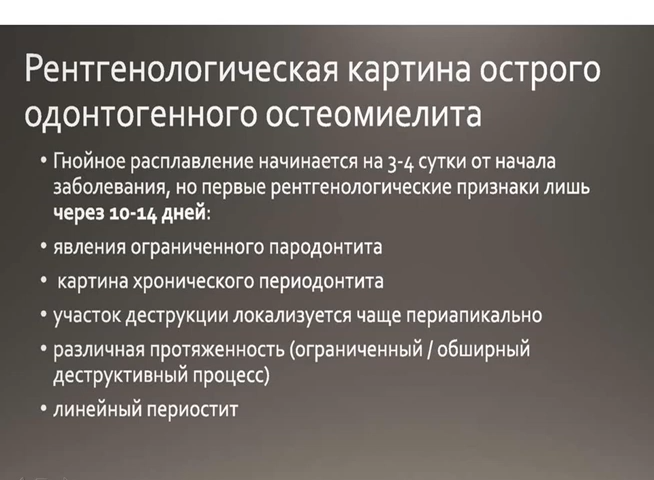 Рентгенологическая картина острого
одонтогенного остеомиелита
• Гнойное расплавление начинается на 3-4 сутки от начала
заболевания, но первые рентгенологические признаки лишь
через 10-14 дней:
• явления ограниченного пародонтита
• картина хронического периодонтита
• участок деструкции локализуется чаще периапикально
• различная протяженность (ограниченный / обширный
деструктивный процесс)
• линейный периостит